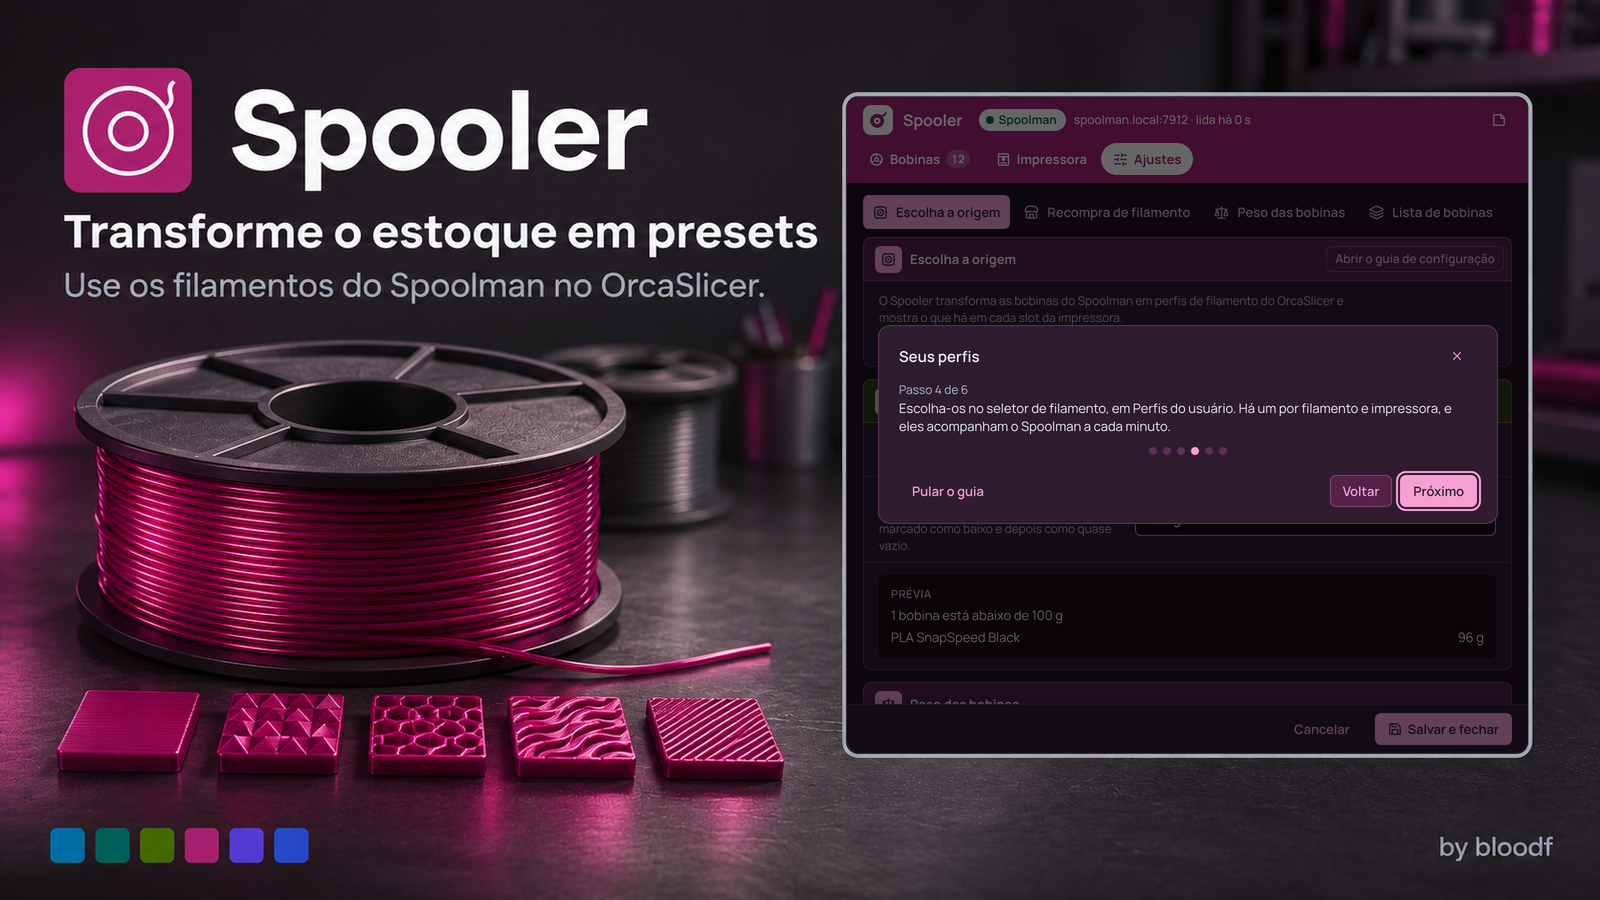 Spooler
Transforme o estoque em presets
Use os filamentos do Spoolman no OrcaSlicer.
Spooler
Spoolman
spoolman.local:7912 · lida há 0 s
Bobinas 12
Impressora
Ajustes
Escolha a origem
Recompra de filamento
Peso das bobinas
Lista de bobinas
Escolha a origem
Abrir o guia de configuração
O Spooler transforma as bobinas do Spoolman em perfis de filamento do OrcaSlicer e
mostra o que há em cada slot da impressora.
Seus perfis
Passo 4 de 6
Escolha-os no seletor de filamento, em Perfis do usuário. Há um por filamento e impressora, e
eles acompanham o Spoolman a cada minuto.
Pular o guia
Voltar
Próximo
marcado como baixo e depois como quase
vazio.
PRÉVIA
1 bobina está abaixo de 100 g
PLA SnapSpeed Black
96 g
Peso das bobinas
Cancelar
Salvar e fechar
by bloodf